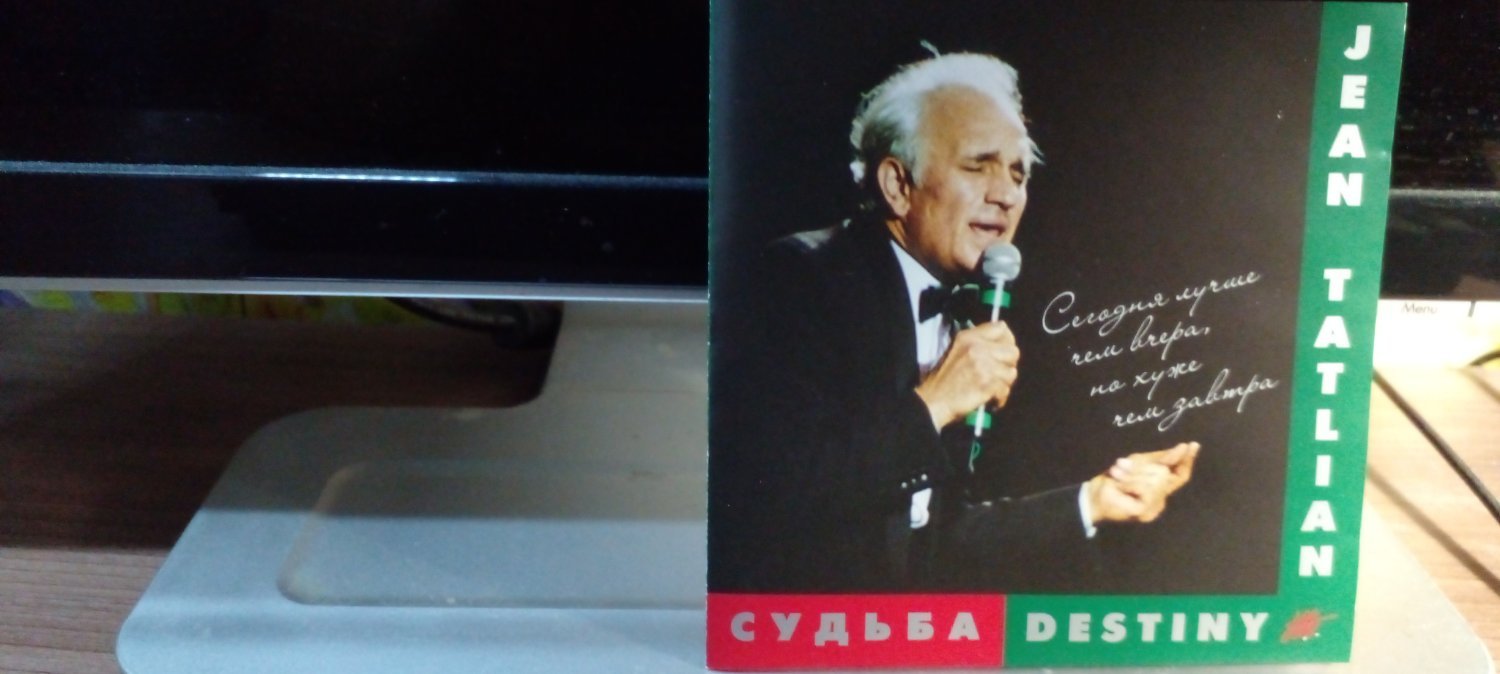 JEAN TATLIAN
Сегодня лучше
чем вчера,
но хуже
чем завтра
СУДЬБА DESTINY
Menu